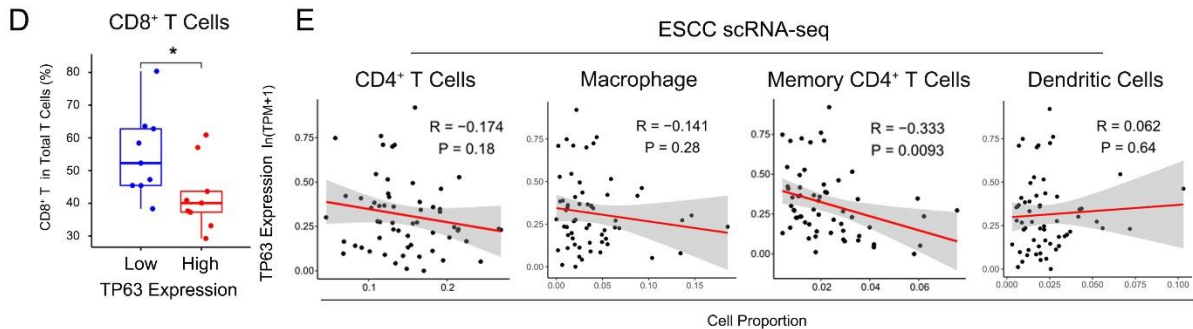 D
CD8⁺ T Cells
*
CD8⁺ T in Total T Cells (%)
80
70
60
50
40
30
Low High
TP63 Expression
E
ESCC scRNA-seq
TP63 Expression ln(TPM+1)
CD4⁺ T Cells
R = −0.174
P = 0.18
0.75
0.50
0.25
0.00
0.1 0.2
Macrophage
R = −0.141
P = 0.28
0.75
0.50
0.25
0.00
0.00 0.05 0.10 0.15
Memory CD4⁺ T Cells
R = −0.333
P = 0.0093
0.75
0.50
0.25
0.00
0.02 0.04 0.06
Dendritic Cells
R = 0.062
P = 0.64
0.75
0.50
0.25
0.00
0.000 0.025 0.050 0.075 0.100
Cell Proportion